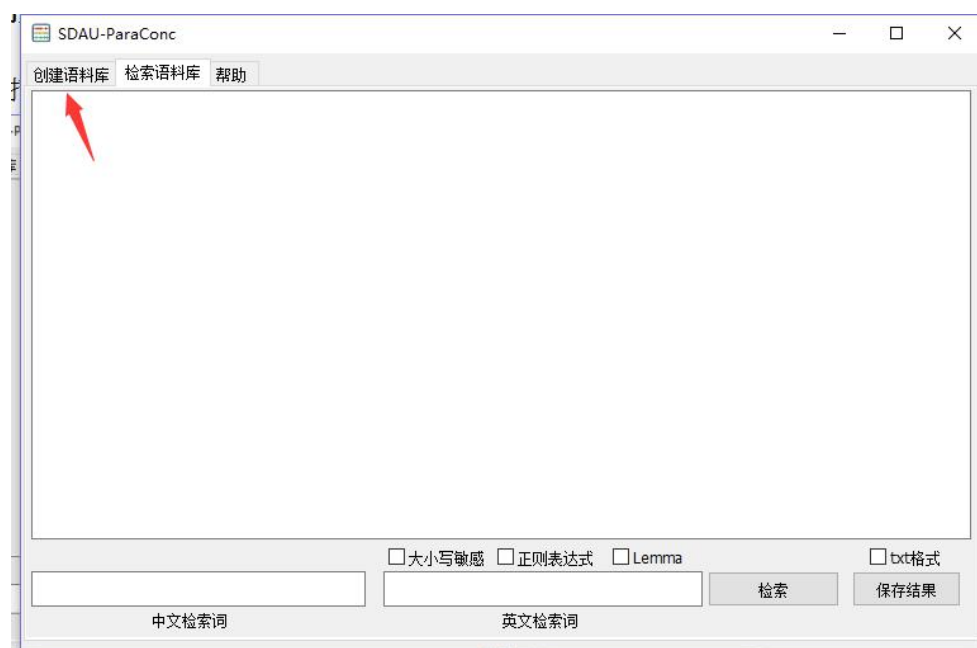 SDAU-ParaConc
创建语料库 检索语料库 帮助
大小写敏感 正则表达式 Lemma txt格式
检索 保存结果
中文检索词 英文检索词